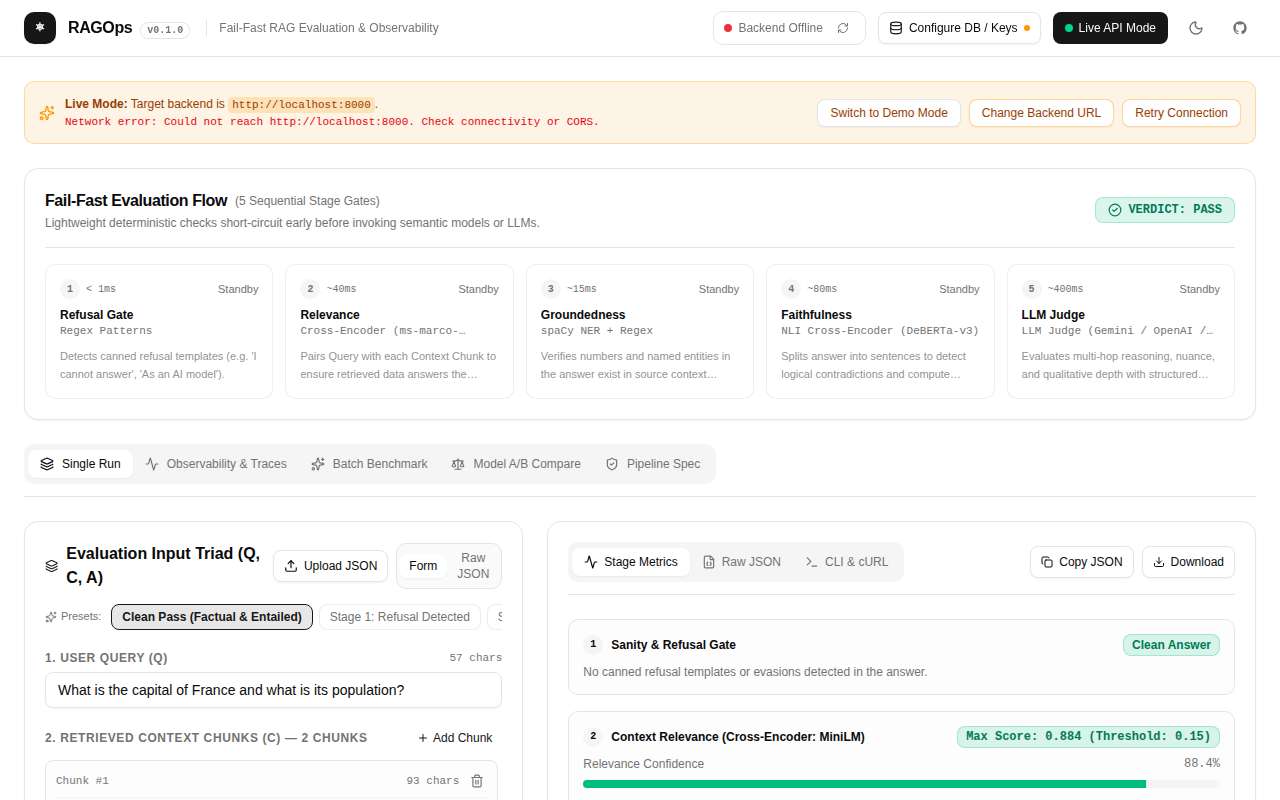 RAGOps v0.1.0 Fail-Fast RAG Evaluation & Observability Backend Offline Configure DB / Keys Live API Mode
Live Mode: Target backend is http://localhost:8000.
Network error: Could not reach http://localhost:8000. Check connectivity or CORS.
Switch to Demo Mode Change Backend URL Retry Connection
Fail-Fast Evaluation Flow (5 Sequential Stage Gates)
Lightweight deterministic checks short-circuit early before invoking semantic models or LLMs.
VERDICT: PASS
1 < 1ms Standby
Refusal Gate
Regex Patterns
Detects canned refusal templates (e.g. 'I
cannot answer', 'As an AI model').
2 ~40ms Standby
Relevance
Cross-Encoder (ms-marco-…
Pairs Query with each Context Chunk to
ensure retrieved data answers the…
3 ~15ms Standby
Groundedness
spaCy NER + Regex
Verifies numbers and named entities in
the answer exist in source context…
4 ~80ms Standby
Faithfulness
NLI Cross-Encoder (DeBERTa-v3)
Splits answer into sentences to detect
logical contradictions and compute…
5 ~400ms Standby
LLM Judge
LLM Judge (Gemini / OpenAI /…
Evaluates multi-hop reasoning, nuance,
and qualitative depth with structured…
Single Run Observability & Traces Batch Benchmark Model A/B Compare Pipeline Spec
Evaluation Input Triad (Q,
C, A)
Upload JSON Form Raw
JSON
Presets: Clean Pass (Factual & Entailed) Stage 1: Refusal Detected
1. USER QUERY (Q) 57 chars
What is the capital of France and what is its population?
2. RETRIEVED CONTEXT CHUNKS (C) — 2 CHUNKS Add Chunk
Chunk #1 93 chars
Stage Metrics Raw JSON CLI & cURL Copy JSON Download
1 Sanity & Refusal Gate Clean Answer
No canned refusal templates or evasions detected in the answer.
2 Context Relevance (Cross-Encoder: MiniLM) Max Score: 0.884 (Threshold: 0.15)
Relevance Confidence 88.4%